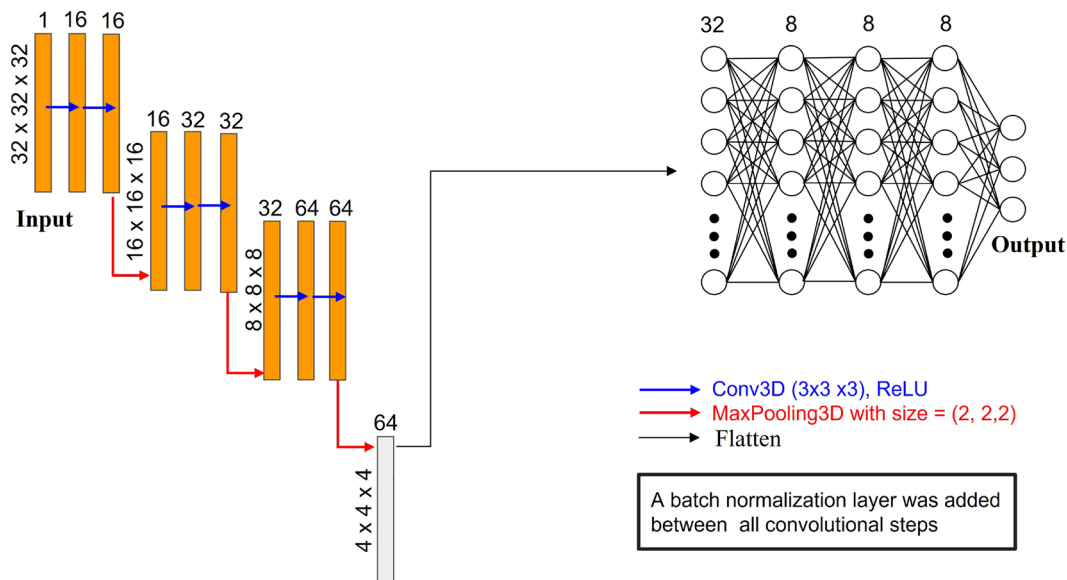 1 16 16
32 x 32 x 32
Input
16 32 32
16 x 16 x 16
32 64 64
8 x 8 x 8
64
4 x 4 x 4
32 8 8 8
Output
Conv3D (3x3 x3), ReLU
MaxPooling3D with size = (2, 2,2)
Flatten
A batch normalization layer was added
between all convolutional steps